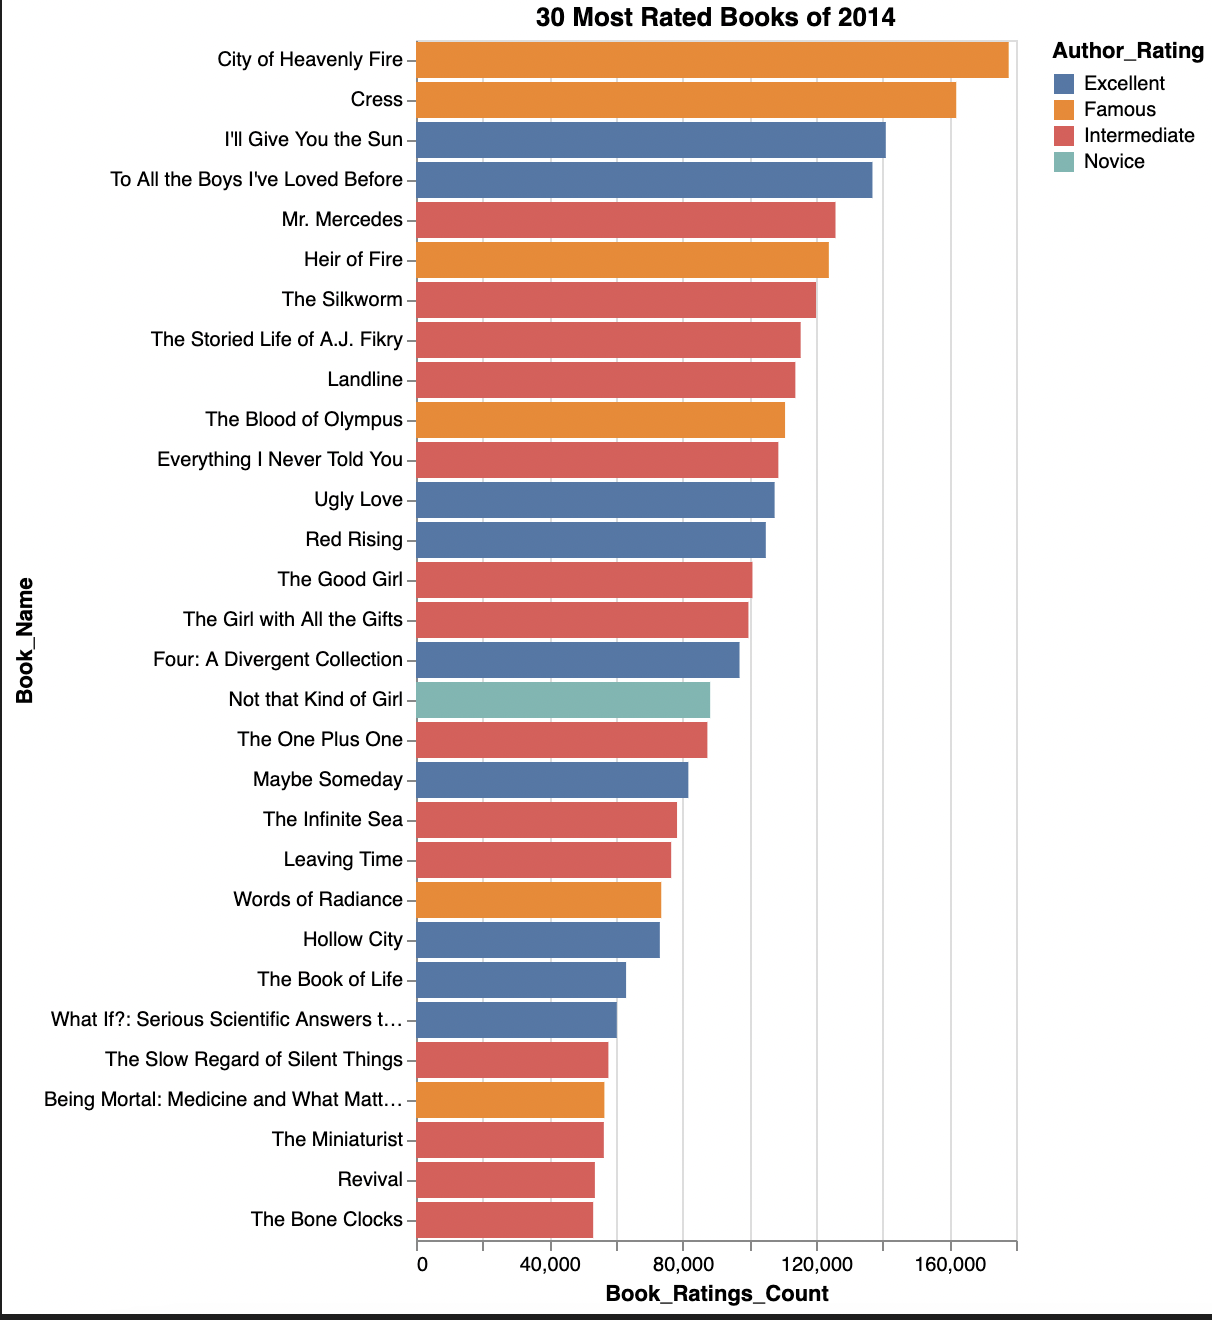 30 Most Rated Books of 2014
City of Heavenly Fire
Cress
I'll Give You the Sun
To All the Boys I've Loved Before
Mr. Mercedes
Heir of Fire
The Silkworm
The Storied Life of A.J. Fikry
Landline
The Blood of Olympus
Everything I Never Told You
Ugly Love
Red Rising
The Good Girl
The Girl with All the Gifts
Four: A Divergent Collection
Not that Kind of Girl
The One Plus One
Maybe Someday
The Infinite Sea
Leaving Time
Words of Radiance
Hollow City
The Book of Life
What If?: Serious Scientific Answers t…
The Slow Regard of Silent Things
Being Mortal: Medicine and What Matt…
The Miniaturist
Revival
The Bone Clocks
Book_Name
0 40,000 80,000 120,000 160,000
Book_Ratings_Count
Author_Rating
Excellent
Famous
Intermediate
Novice